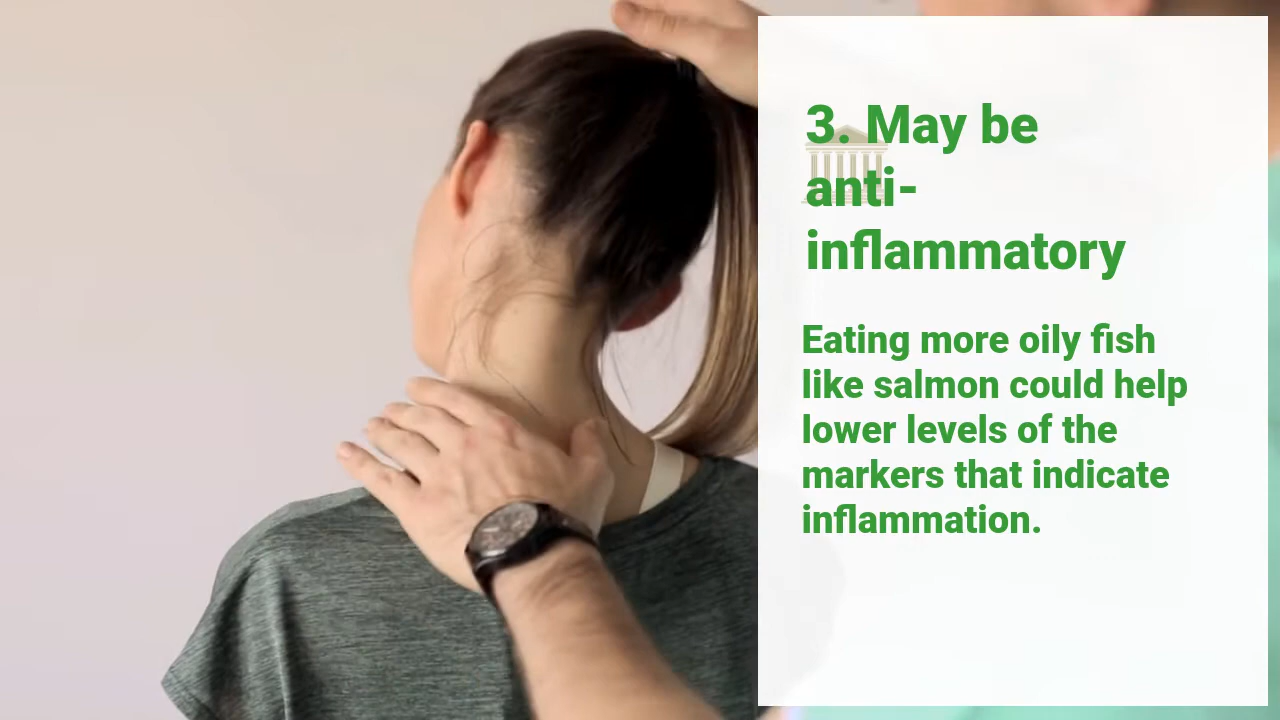 3. May be
anti-
inflammatory
Eating more oily fish
like salmon could help
lower levels of the
markers that indicate
inflammation.